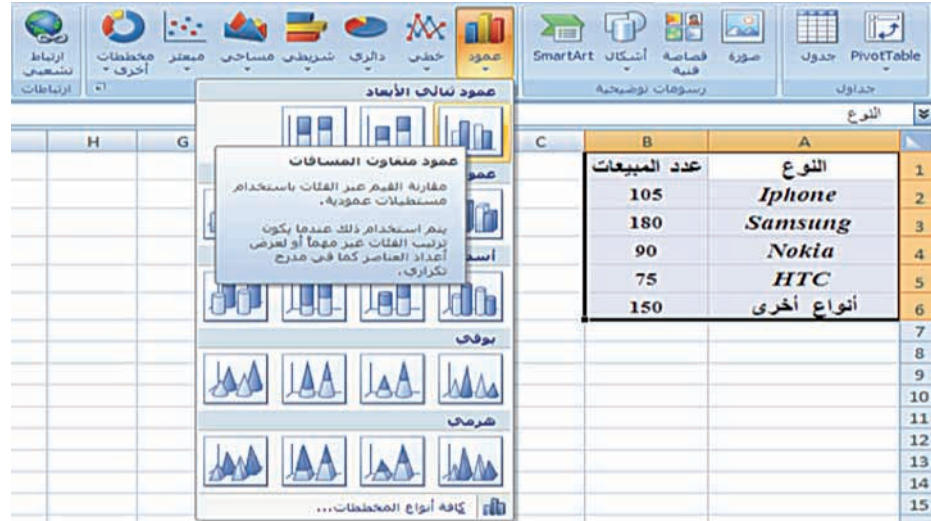 PivotTable جدول صورة قصاصة فنية أشكال SmartArt عمود خطي دائري شريطي مساحي مبعثر مخططات أخرى ارتباط تشعبي
جداول رسومات توضيحية ارتباطات
النوع
عمود ثنائي الأبعاد
A B C G H
1 النوع عدد المبيعات
2 Iphone 105
3 Samsung 180
4 Nokia 90
5 HTC 75
6 أنواع أخرى 150
7
8
9
10
11
12
13
14
15
عمود متفاوت المسافات
مقارنة القيم عبر الفئات باستخدام
مستطيلات عمودية.
يتم استخدام ذلك عندما يكون
ترتيب الفئات غير مهماً أو لعرض
أعداد العناصر كما في مدرج
تكراري.
بوقي
هرمي
كافة أنواع المخططات...